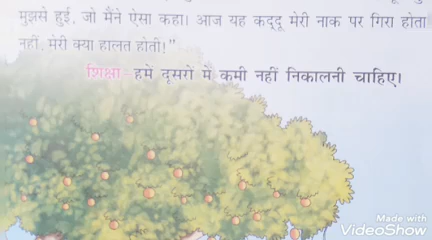 मुझसे हुई, जो मैंने ऐसा कहा। आज यह कद्दू मेरी नाक पर गिरा होता
नहीं, मेरी क्या हालत होती!"
शिक्षा - हमें दूसरों में कमी नहीं निकालनी चाहिए।
Made with
VideoShow